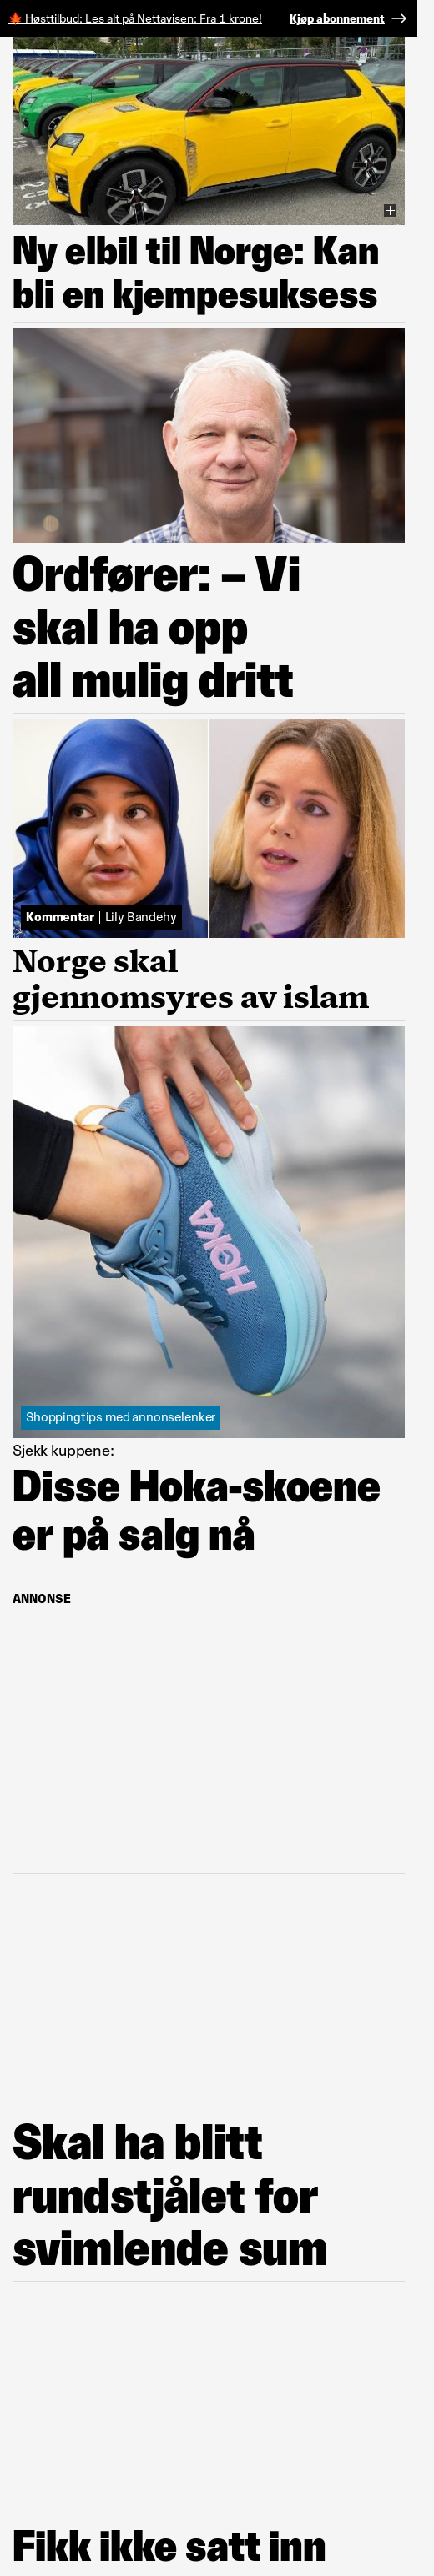 🍁 Høsttilbud: Les alt på Nettavisen: Fra 1 krone! Kjøp abonnement →
Ny elbil til Norge: Kan
bli en kjempesuksess
Ordfører: – Vi
skal ha opp
all mulig dritt
Kommentar | Lily Bandehy
Norge skal
gjennomsyres av islam
HOKA
Shoppingtips med annonselenker
Sjekk kuppene:
Disse Hoka-skoene
er på salg nå
ANNONSE
Skal ha blitt
rundstjålet for
svimlende sum
Fikk ikke satt inn